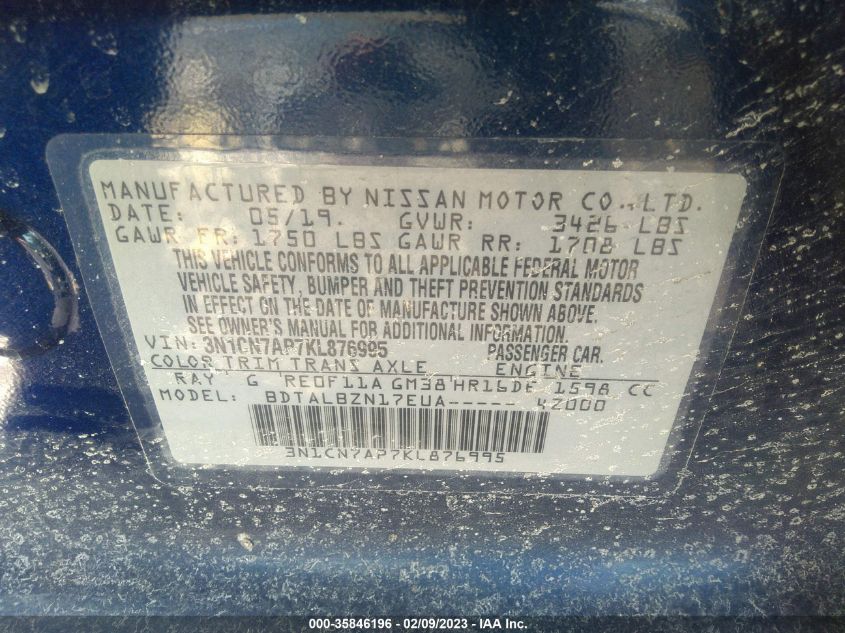 MANUFACTURED BY NISSAN MOTOR CO.,LTD.
DATE: 05/19. GVWR: 3426 LBS
GAWR FR: 1750 LBS GAWR RR: 1708 LBS
THIS VEHICLE CONFORMS TO ALL APPLICABLE FEDERAL MOTOR
VEHICLE SAFETY, BUMPER AND THEFT PREVENTION STANDARDS
IN EFFECT ON THE DATE OF MANUFACTURE SHOWN ABOVE.
SEE OWNER'S MANUAL FOR ADDITIONAL INFORMATION.
VIN: 3N1CN7AP7KL876995 PASSENGER CAR.
COLOR TRIM TRANS AXLE ENGINE
RAY G RE0F11A GM38 HR16DE 1598 CC
MODEL: BDTALBZN17EUA----- 4Z000
3N1CN7AP7KL876995
000-35846196 - 02/09/2023 - IAA Inc.